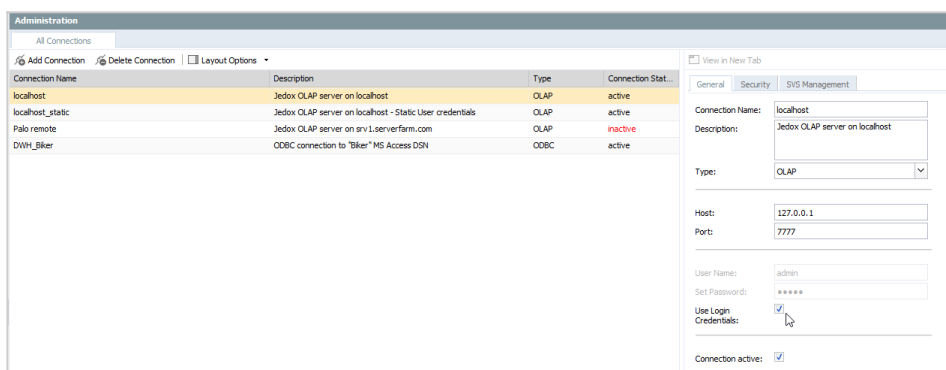 Administration
All Connections
Add Connection Delete Connection Layout Options
Connection Name Description Type Connection Stat...
localhost Jedox OLAP server on localhost OLAP active
localhost_static Jedox OLAP server on localhost - Static User credentials OLAP active
Palo remote Jedox OLAP server on srv1.serverfarm.com OLAP inactive
DWH_Biker ODBC connection to "Biker" MS Access DSN ODBC active
View in New Tab
General Security SVS Management
Connection Name: localhost
Description: Jedox OLAP server on localhost
Type: OLAP
Host: 127.0.0.1
Port: 7777
User Name: admin
Set Password: •••••
Use Login
Credentials:
Connection active: